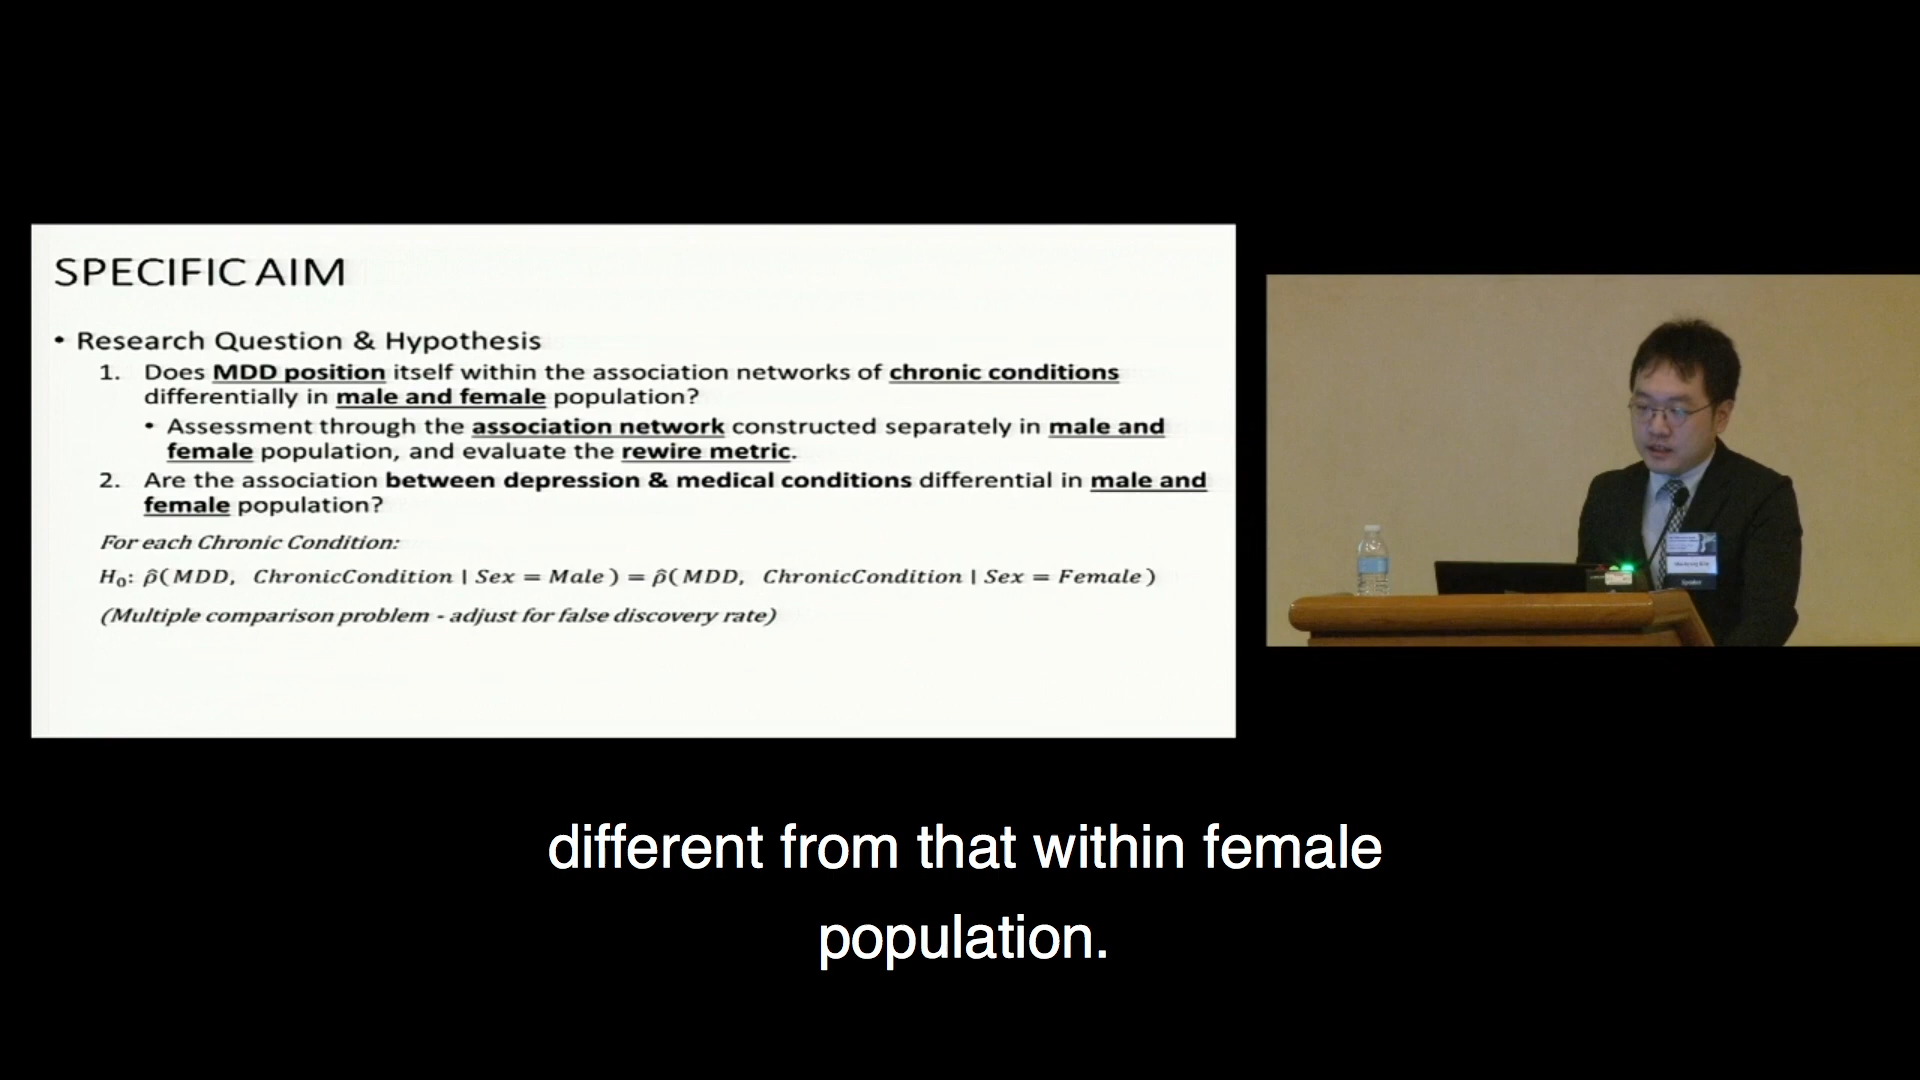 SPECIFIC AIM
• Research Question & Hypothesis
1. Does MDD position itself within the association networks of chronic conditions
differentially in male and female population?
• Assessment through the association network constructed separately in male and
female population, and evaluate the rewire metric.
2. Are the association between depression & medical conditions differential in male and
female population?
For each Chronic Condition:
H₀: ρ̂(MDD, ChronicCondition | Sex = Male) = ρ̂(MDD, ChronicCondition | Sex = Female)
(Multiple comparison problem - adjust for false discovery rate)
Speaker
different from that within female
population.